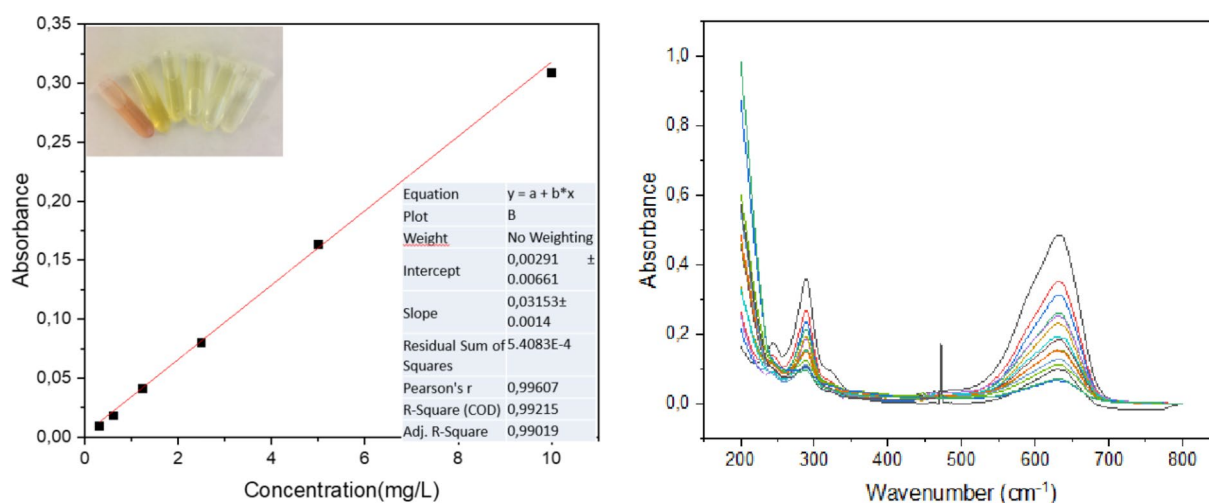 0,35
0,30
0,25
0,20
0,15
0,10
0,05
0,00
Absorbance
0 2 4 6 8 10
Concentration(mg/L)
Equation y = a + b*x
Plot B
Weight No Weighting
Intercept 0,00291 ± 0.00661
Slope 0,03153± 0.0014
Residual Sum of Squares 5.4083E-4
Pearson's r 0,99607
R-Square (COD) 0,99215
Adj. R-Square 0,99019
1,0
0,8
0,6
0,4
0,2
0,0
Absorbance
200 300 400 500 600 700 800
Wavenumber (cm⁻¹)